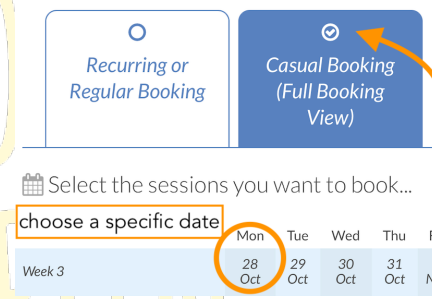 Recurring or
Regular Booking
Casual Booking
(Full Booking
View)
Select the sessions you want to book...
choose a specific date
Mon Tue Wed Thu
Week 3 28 Oct 29 Oct 30 Oct 31 Oct